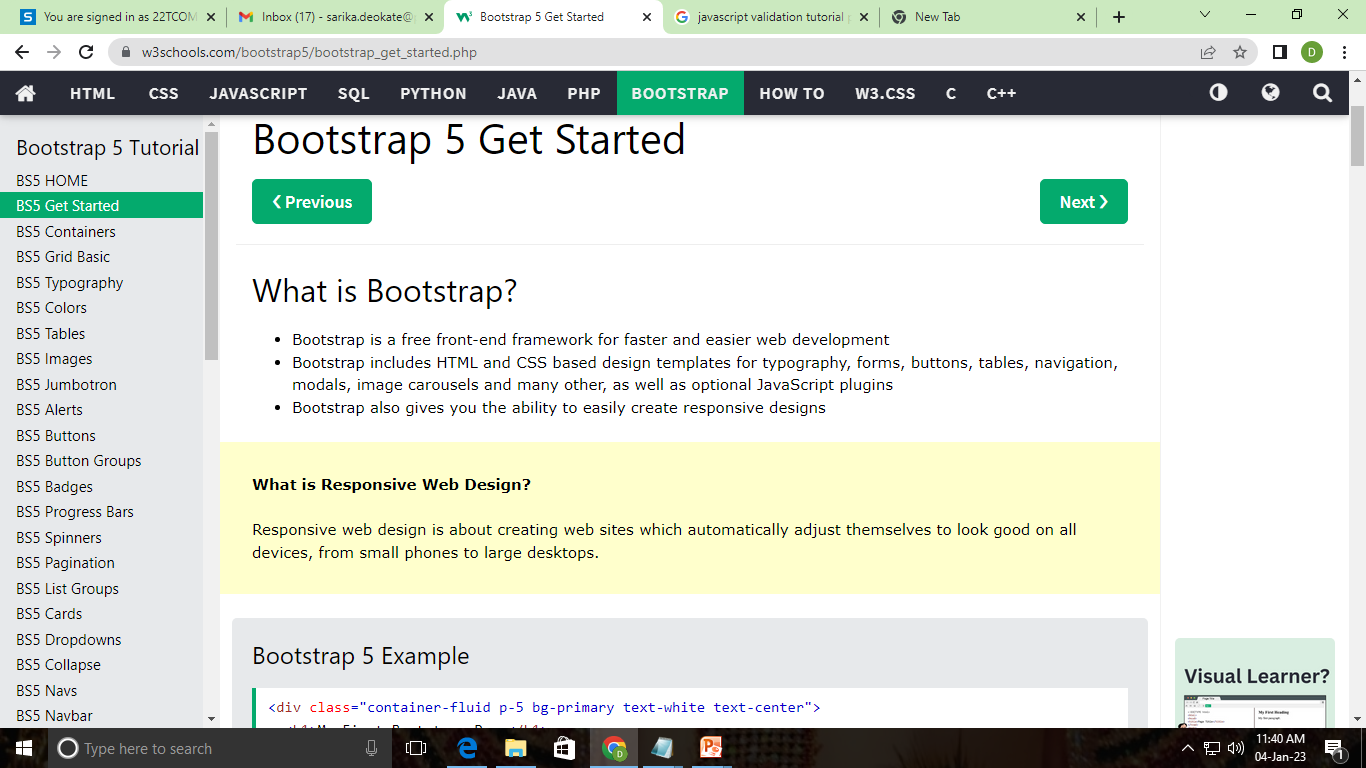 You are signed in as 22TCOM
Inbox (17) - sarika.deokate@
Bootstrap 5 Get Started
javascript validation tutorial
New Tab
w3schools.com/bootstrap5/bootstrap_get_started.php
D
HTML CSS JAVASCRIPT SQL PYTHON JAVA PHP BOOTSTRAP HOW TO W3.CSS C C++
Bootstrap 5 Tutorial
BS5 HOME
BS5 Get Started
BS5 Containers
BS5 Grid Basic
BS5 Typography
BS5 Colors
BS5 Tables
BS5 Images
BS5 Jumbotron
BS5 Alerts
BS5 Buttons
BS5 Button Groups
BS5 Badges
BS5 Progress Bars
BS5 Spinners
BS5 Pagination
BS5 List Groups
BS5 Cards
BS5 Dropdowns
BS5 Collapse
BS5 Navs
BS5 Navbar
Bootstrap 5 Get Started
❮ Previous
Next ❯
What is Bootstrap?
• Bootstrap is a free front-end framework for faster and easier web development
• Bootstrap includes HTML and CSS based design templates for typography, forms, buttons, tables, navigation,
modals, image carousels and many other, as well as optional JavaScript plugins
• Bootstrap also gives you the ability to easily create responsive designs
What is Responsive Web Design?
Responsive web design is about creating web sites which automatically adjust themselves to look good on all
devices, from small phones to large desktops.
Bootstrap 5 Example
<div class="container-fluid p-5 bg-primary text-white text-center">
Visual Learner?
My First Heading
Type here to search
11:40 AM
04-Jan-23
1